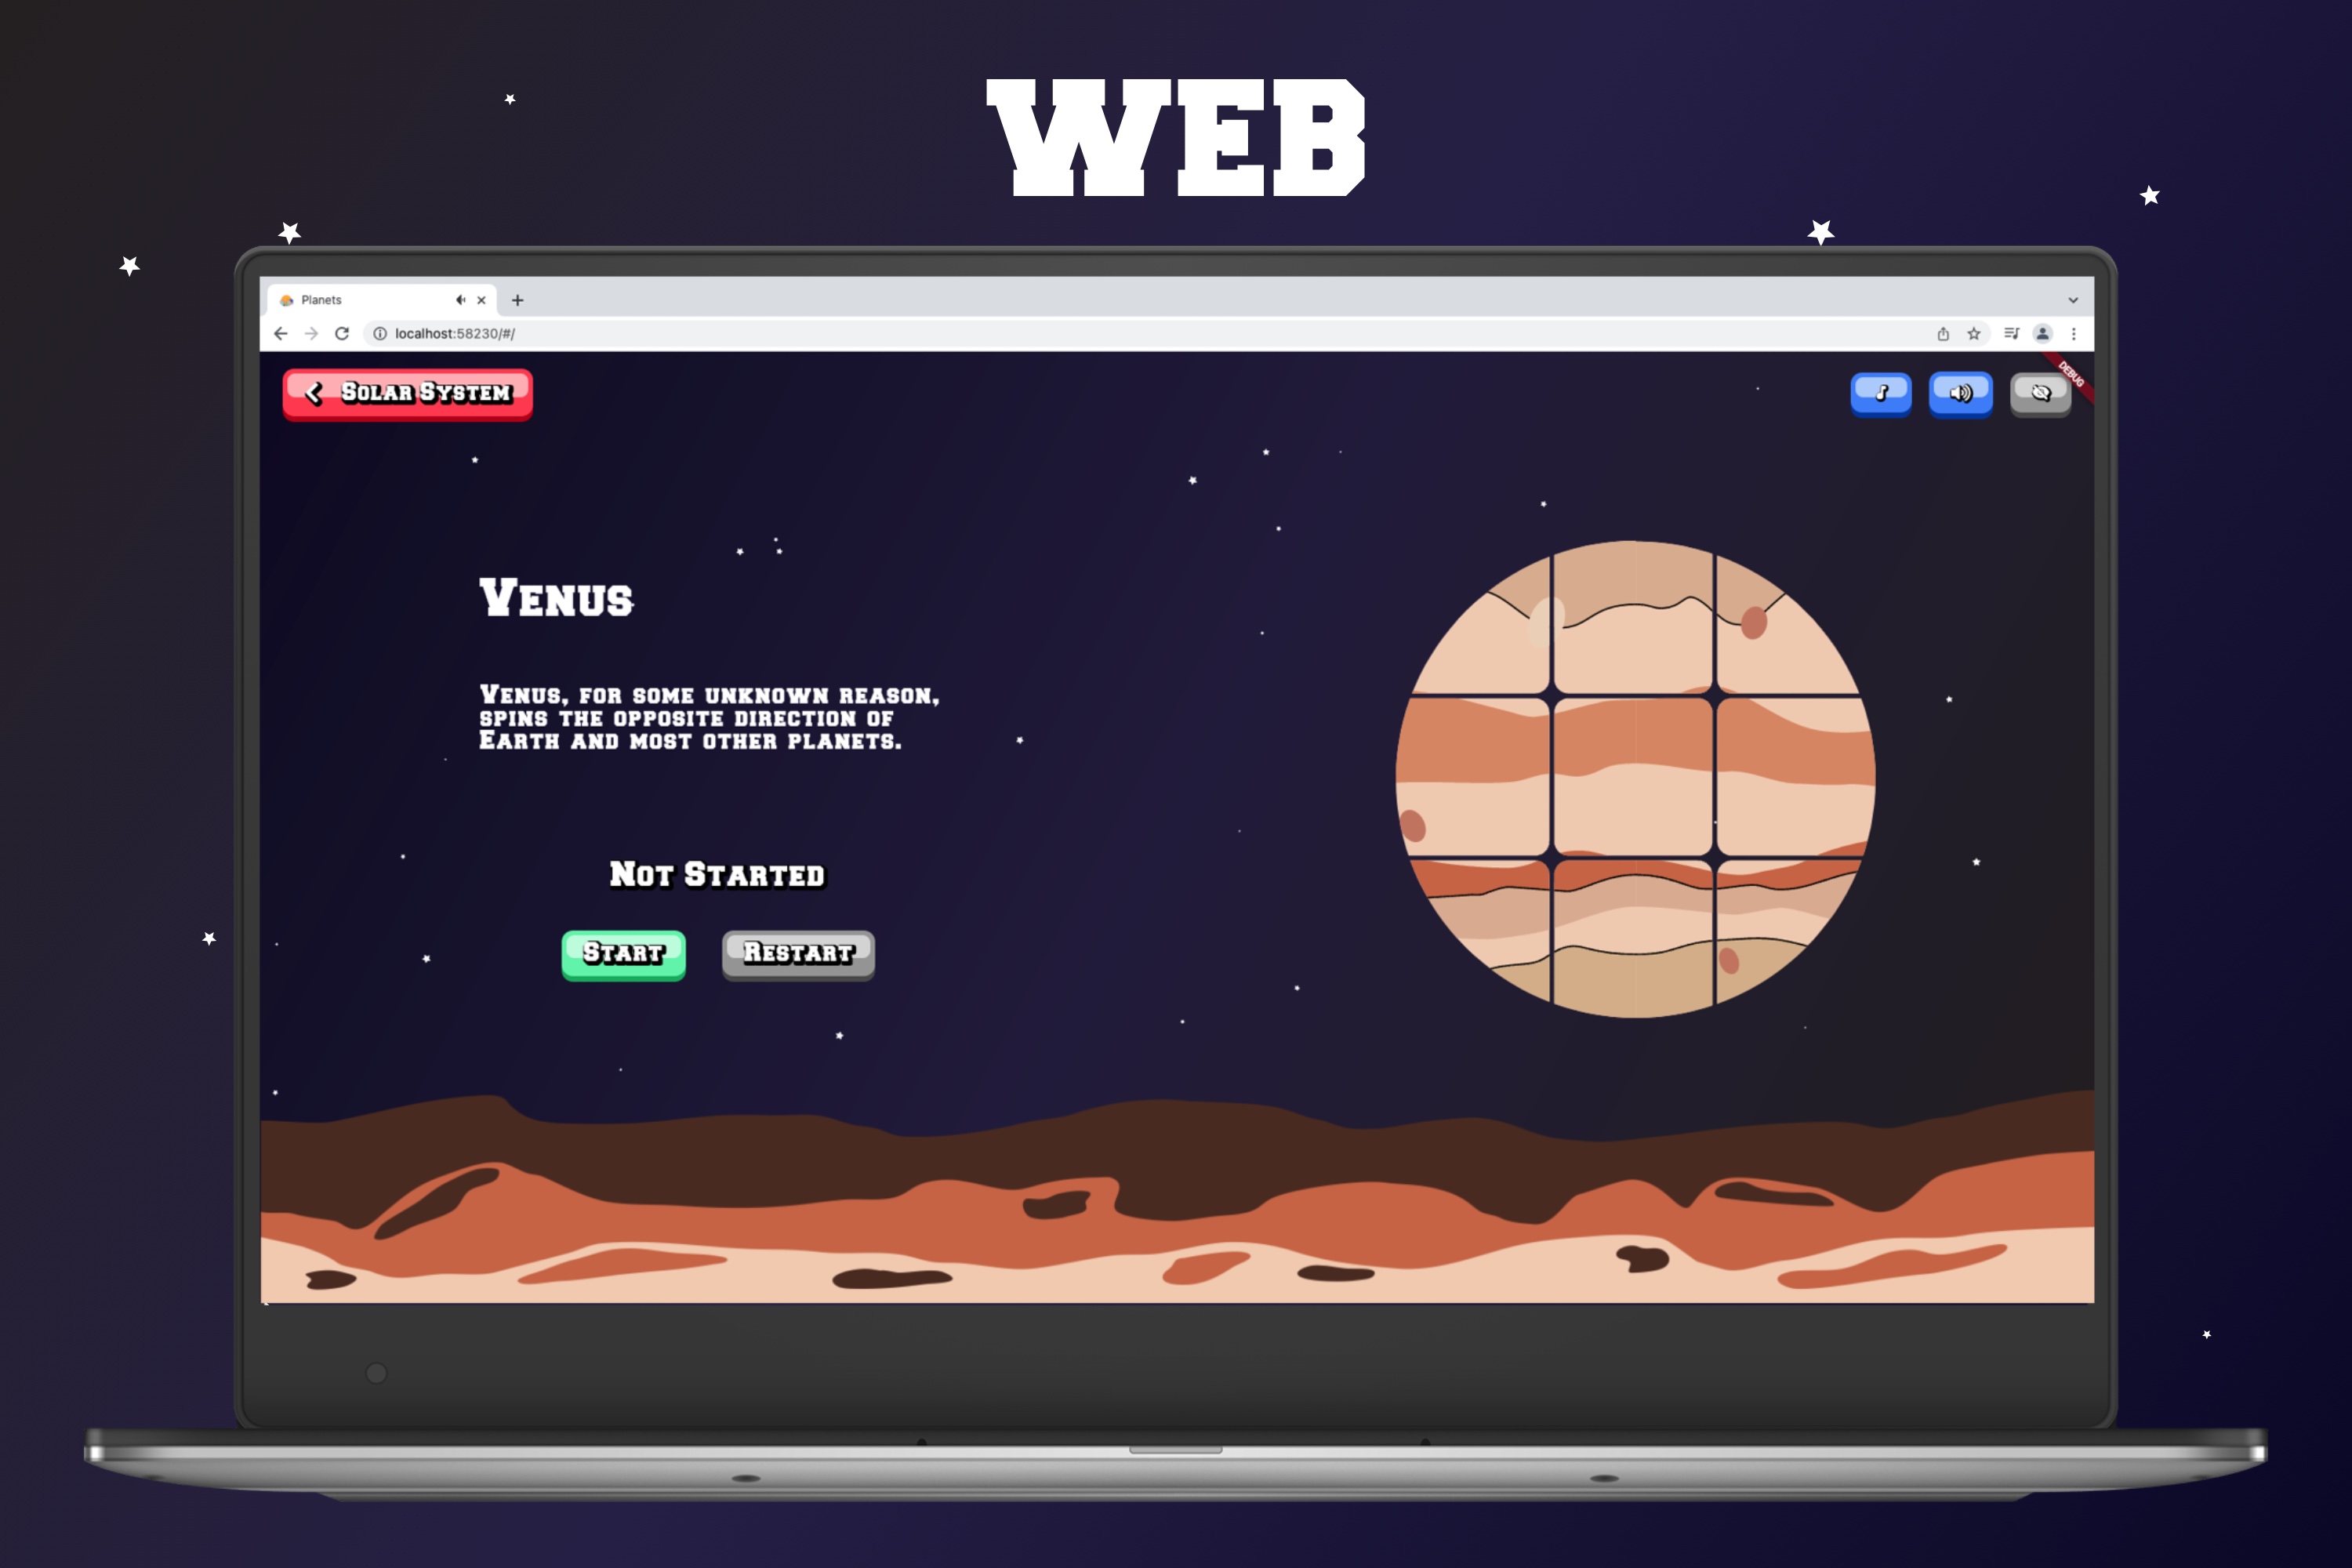 WEB
Planets
localhost:58230/#/
DEBUG
Solar System
Venus
Venus, for some unknown reason,
spins the opposite direction of
Earth and most other planets.
Not Started
Start
Restart